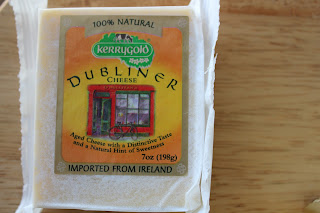 100% NATURAL
KERRYGOLD
DUBLINER
CHEESE
Aged Cheese with a Distinctive Taste
and a Natural Hint of Sweetness
7oz (198g)
IMPORTED FROM IRELAND